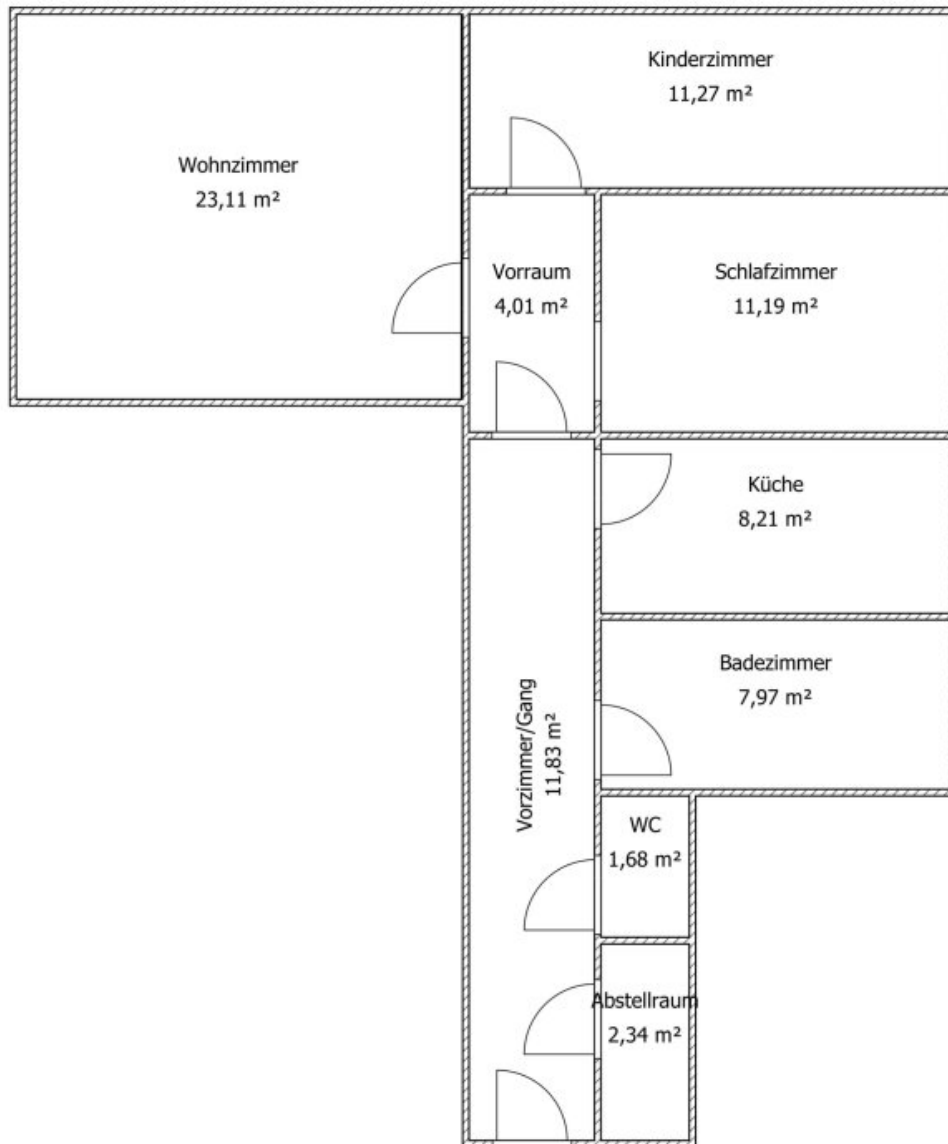 Kinderzimmer
11,27 m²
Wohnzimmer
23,11 m²
Vorraum
4,01 m²
Schlafzimmer
11,19 m²
Küche
8,21 m²
Badezimmer
7,97 m²
Vorzimmer/Gang
11,83 m²
WC
1,68 m²
Abstellraum
2,34 m²